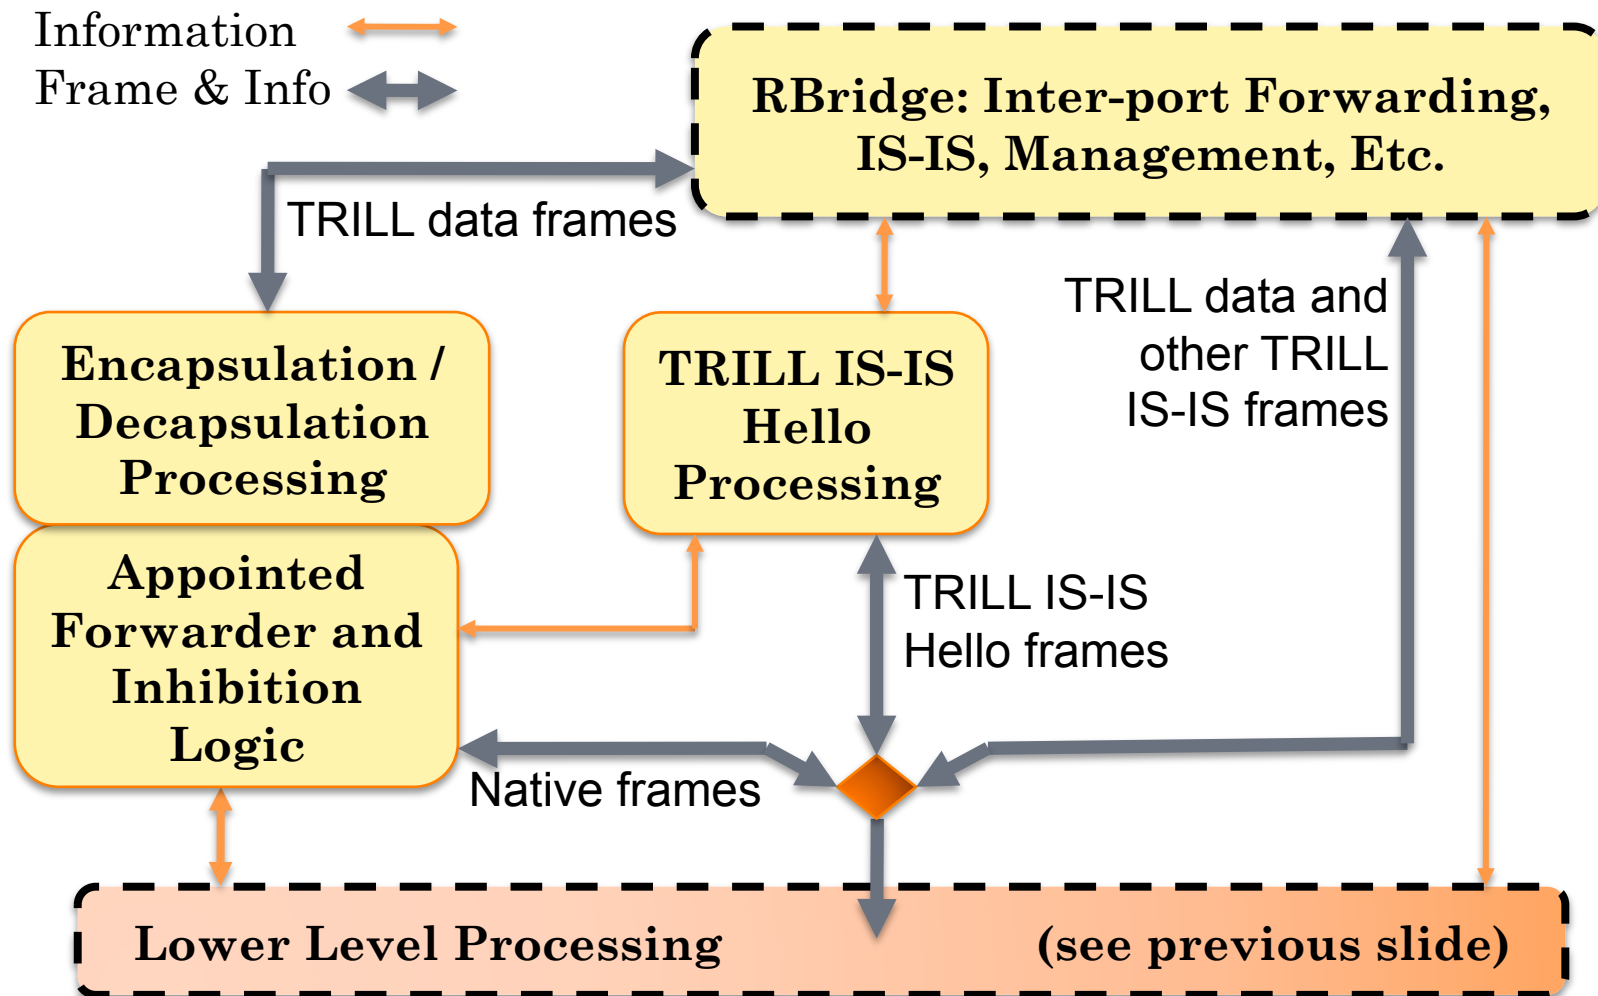 Information
Frame & Info
RBridge: Inter-port Forwarding,
IS-IS, Management, Etc.
TRILL data frames
TRILL data and
other TRILL
IS-IS frames
Encapsulation /
Decapsulation
Processing
TRILL IS-IS
Hello
Processing
Appointed
Forwarder and
Inhibition
Logic
TRILL IS-IS
Hello frames
Native frames
Lower Level Processing (see previous slide)